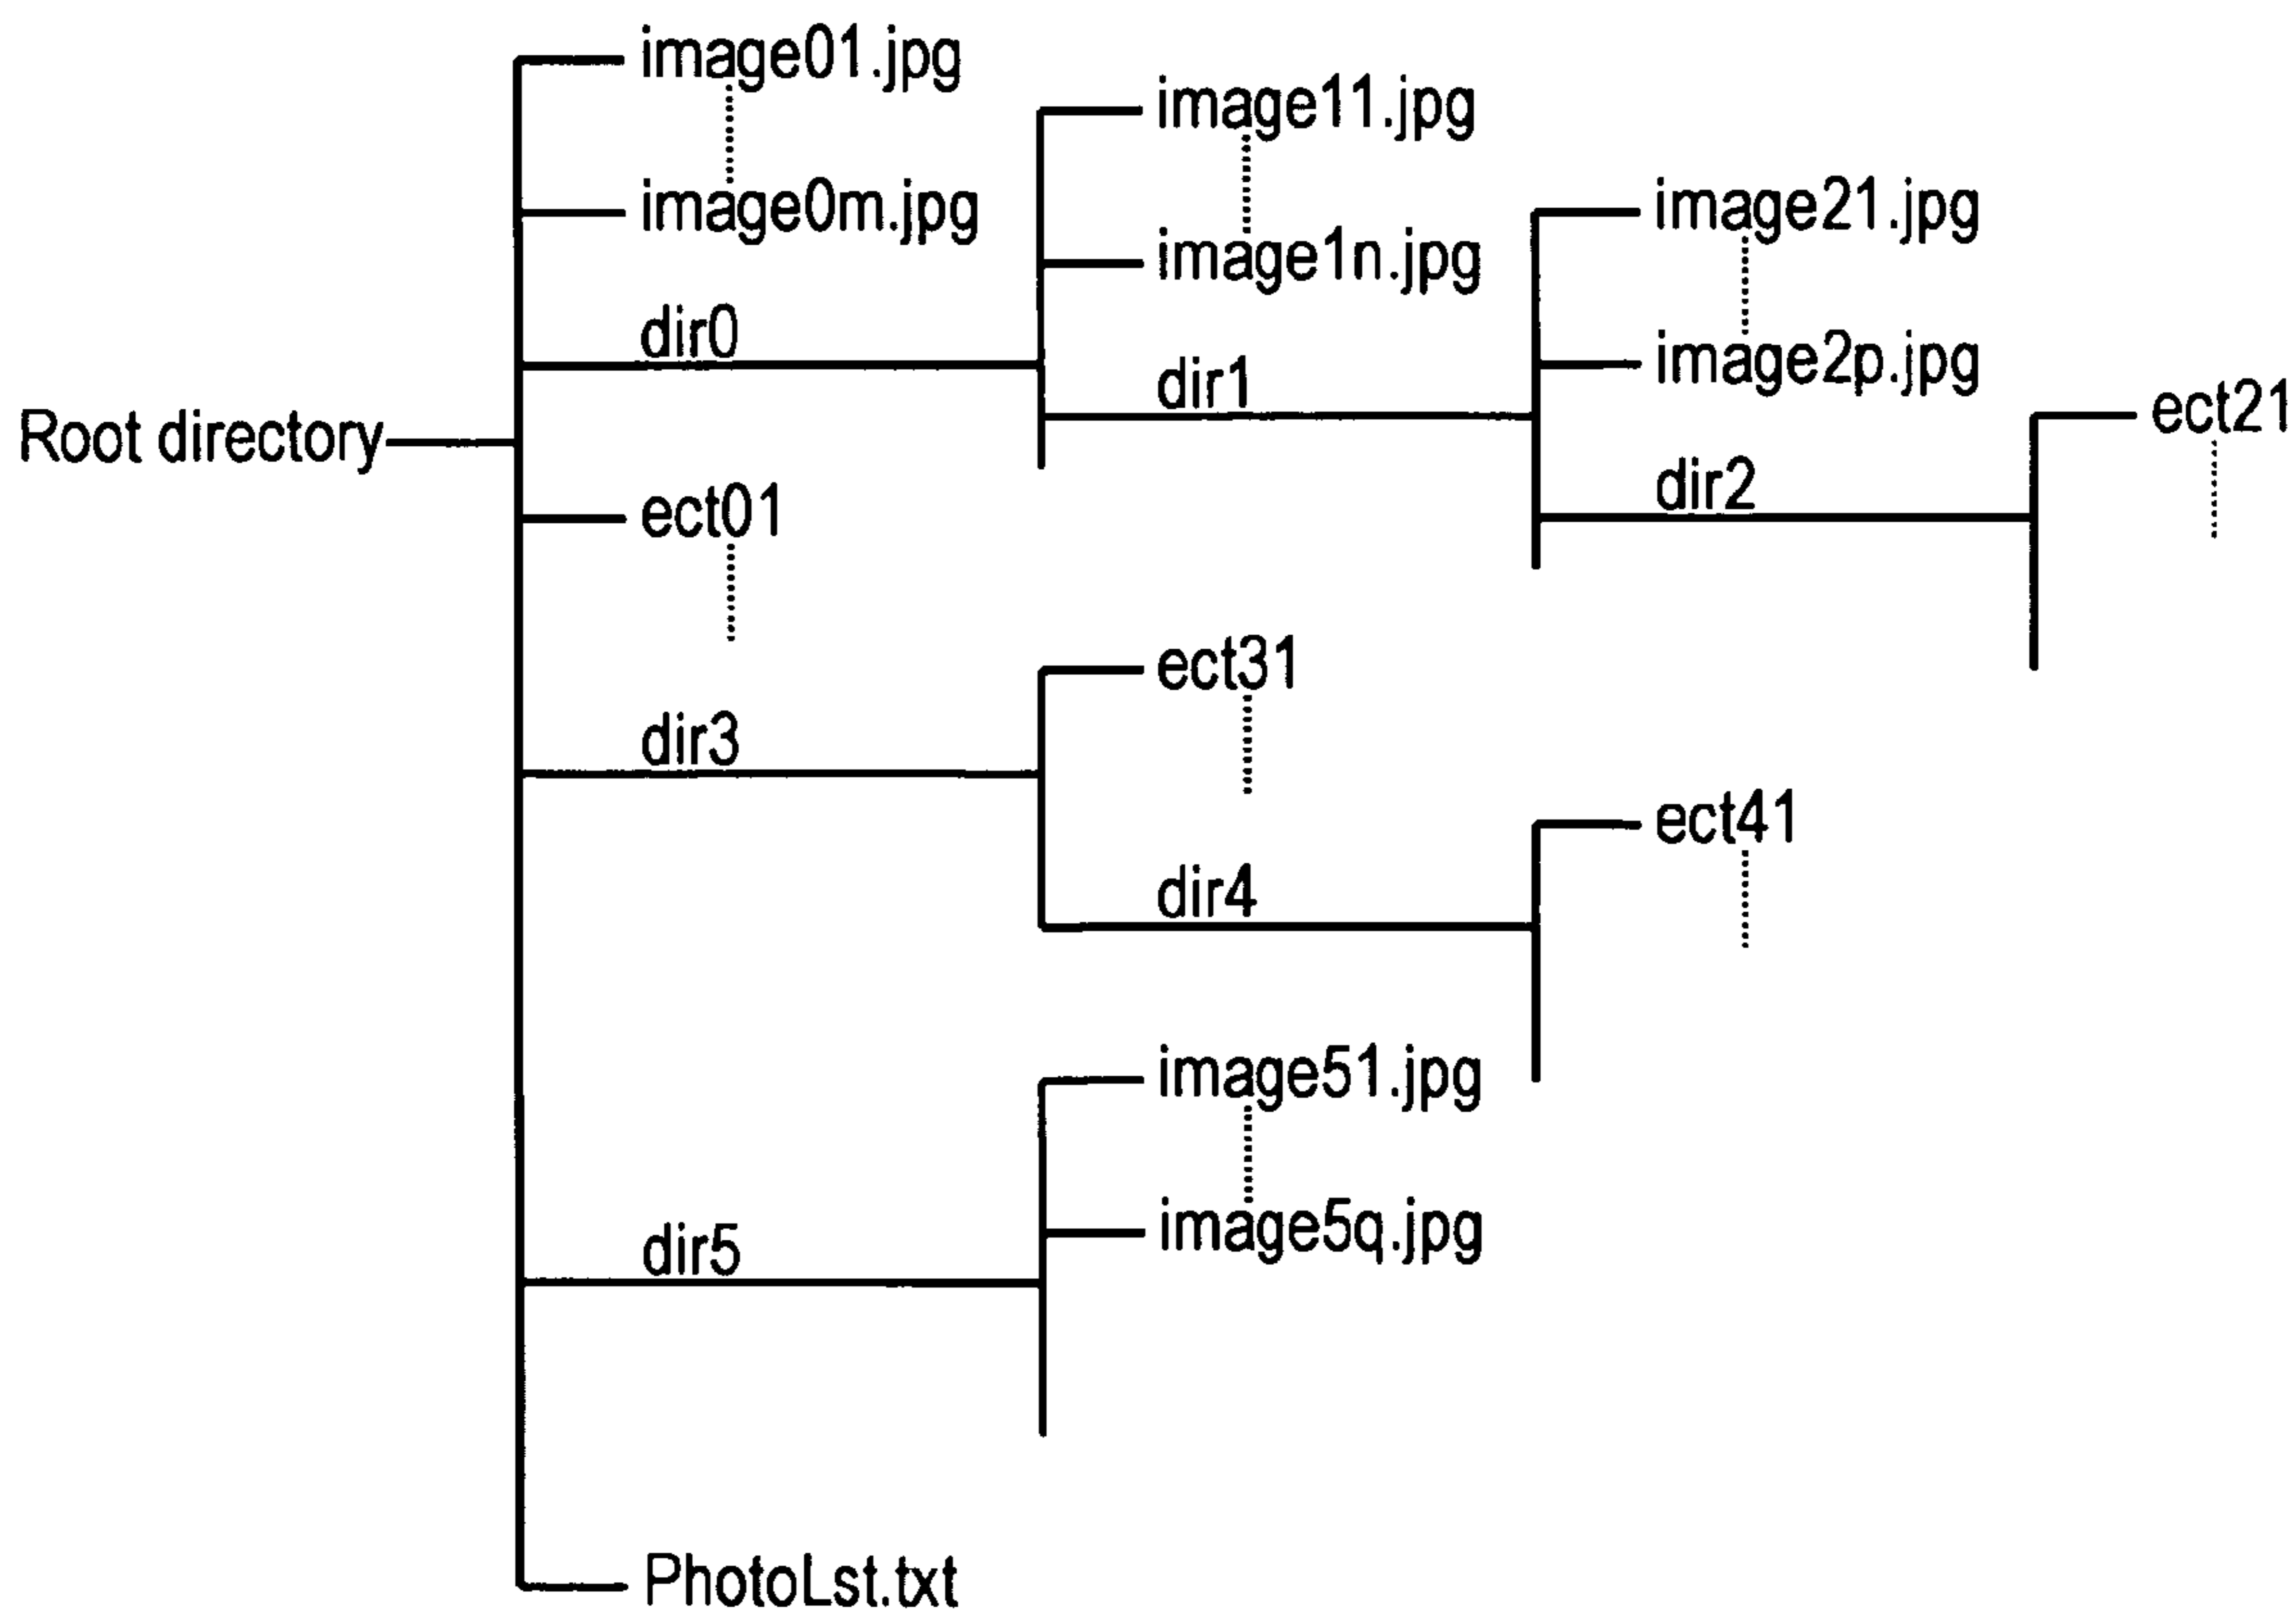 image01.jpg
image11.jpg
image0m.jpg
image21.jpg
image1n.jpg
dir0
image2p.jpg
dir1
ect21
Root directory
dir2
ect01
ect31
dir3
ect41
dir4
image51.jpg
image5q.jpg
dir5
PhotoLst.txt